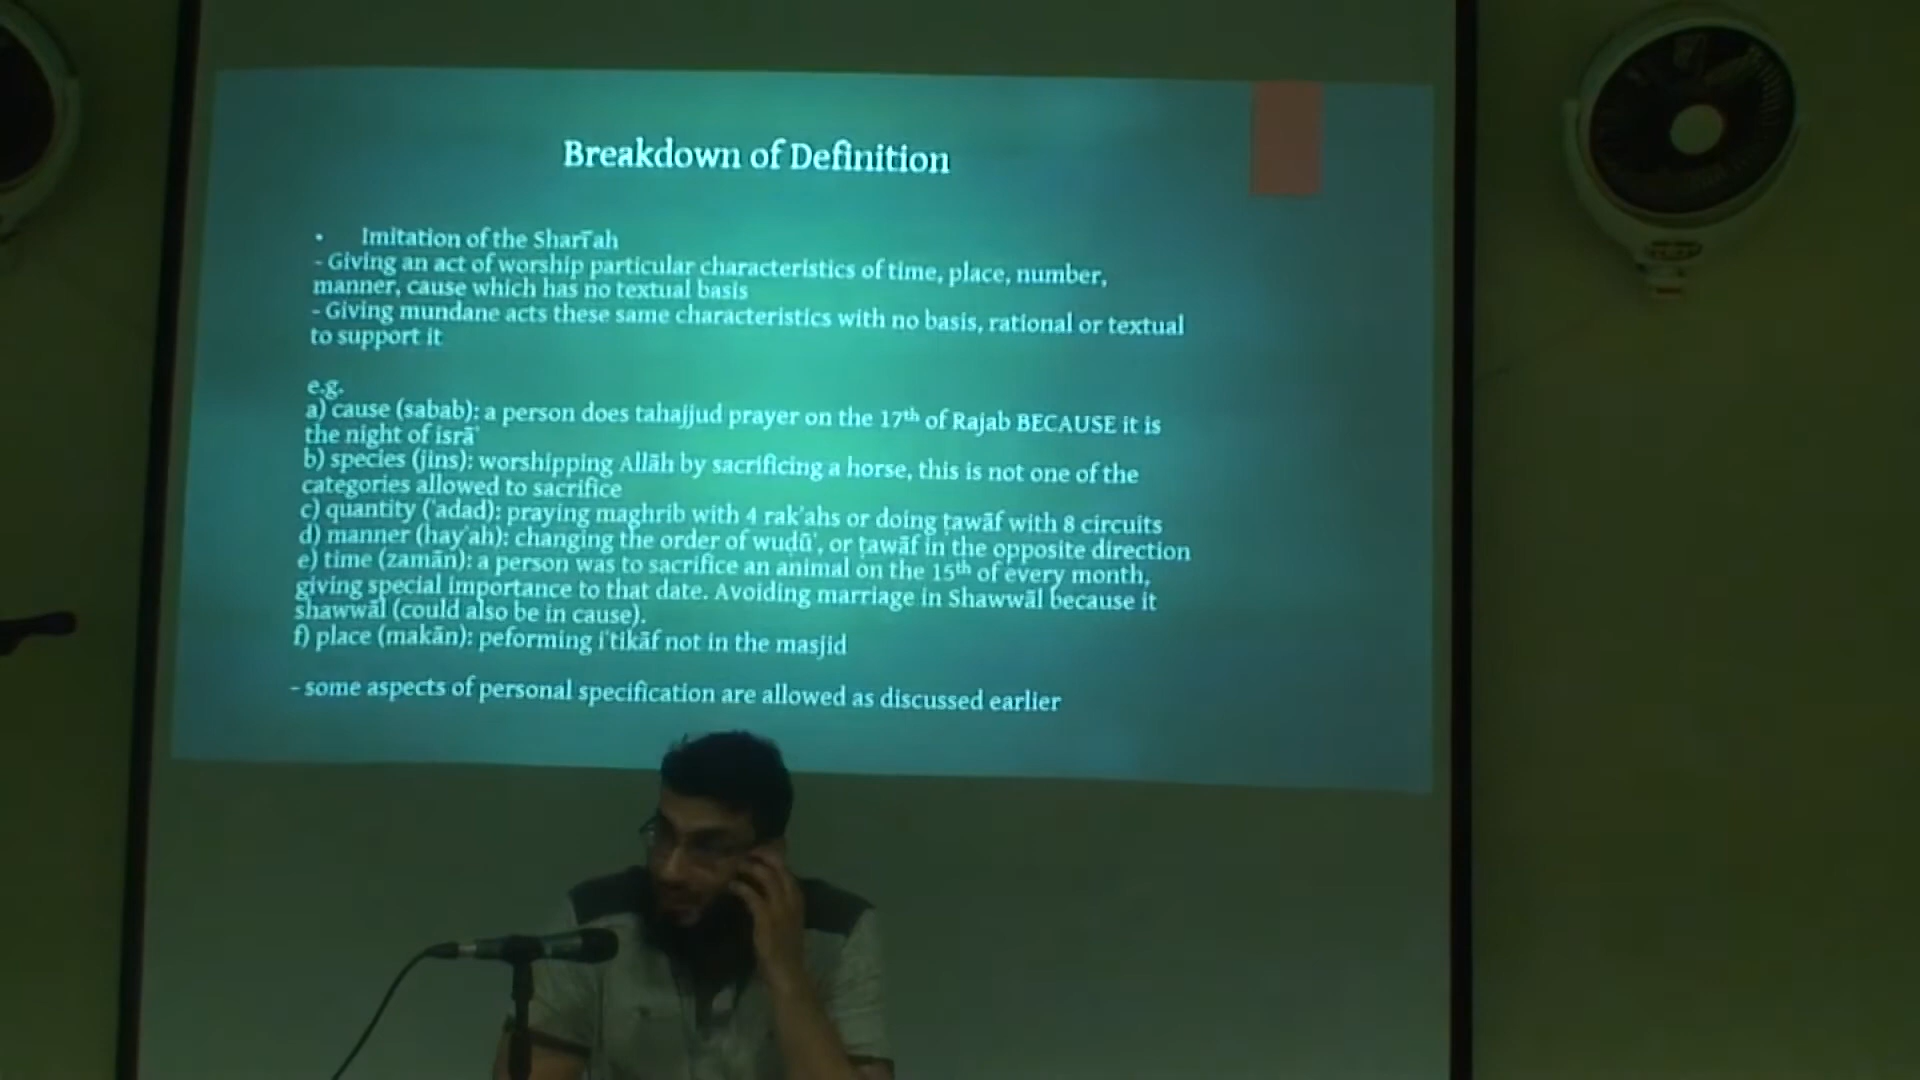 Breakdown of Definition
• Imitation of the Sharī'ah
- Giving an act of worship particular characteristics of time, place, number,
manner, cause which has no textual basis
- Giving mundane acts these same characteristics with no basis, rational or textual
to support it
e.g.
a) cause (sabab): a person does tahajjud prayer on the 17th of Rajab BECAUSE it is
the night of isrā'
b) species (jins): worshipping Allāh by sacrificing a horse, this is not one of the
categories allowed to sacrifice
c) quantity ('adad): praying maghrib with 4 rak'ahs or doing ṭawāf with 8 circuits
d) manner (hay'ah): changing the order of wuḍū', or ṭawāf in the opposite direction
e) time (zamān): a person was to sacrifice an animal on the 15th of every month,
giving special importance to that date. Avoiding marriage in Shawwāl because it
shawwāl (could also be in cause).
f) place (makān): peforming i'tikāf not in the masjid
- some aspects of personal specification are allowed as discussed earlier